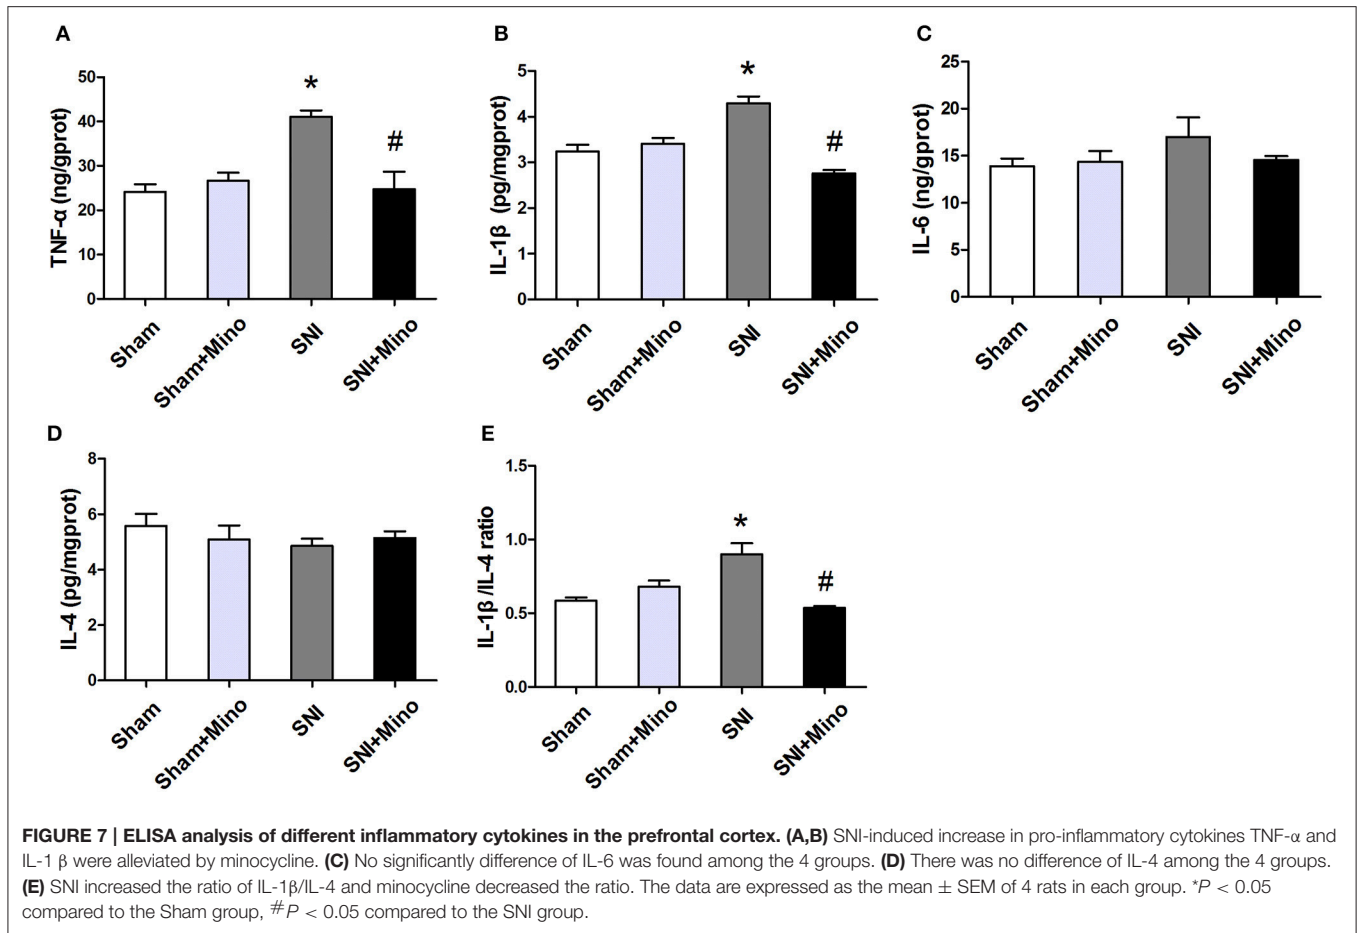 A
TNF-α (ng/gprot)
50
40
30
20
10
0
*
#
Sham
Sham+Mino
SNI
SNI+Mino
B
IL-1β (pg/mgprot)
5
4
3
2
1
0
*
#
Sham
Sham+Mino
SNI
SNI+Mino
C
IL-6 (ng/gprot)
25
20
15
10
5
0
Sham
Sham+Mino
SNI
SNI+Mino
D
IL-4 (pg/mgprot)
8
6
4
2
0
Sham
Sham+Mino
SNI
SNI+Mino
E
IL-1β /IL-4 ratio
1.5
1.0
0.5
0.0
*
#
Sham
Sham+Mino
SNI
SNI+Mino
FIGURE 7 | ELISA analysis of different inflammatory cytokines in the prefrontal cortex. (A,B) SNI-induced increase in pro-inflammatory cytokines TNF-α and
IL-1 β were alleviated by minocycline. (C) No significantly difference of IL-6 was found among the 4 groups. (D) There was no difference of IL-4 among the 4 groups.
(E) SNI increased the ratio of IL-1β/IL-4 and minocycline decreased the ratio. The data are expressed as the mean ± SEM of 4 rats in each group. *P < 0.05
compared to the Sham group, #P < 0.05 compared to the SNI group.